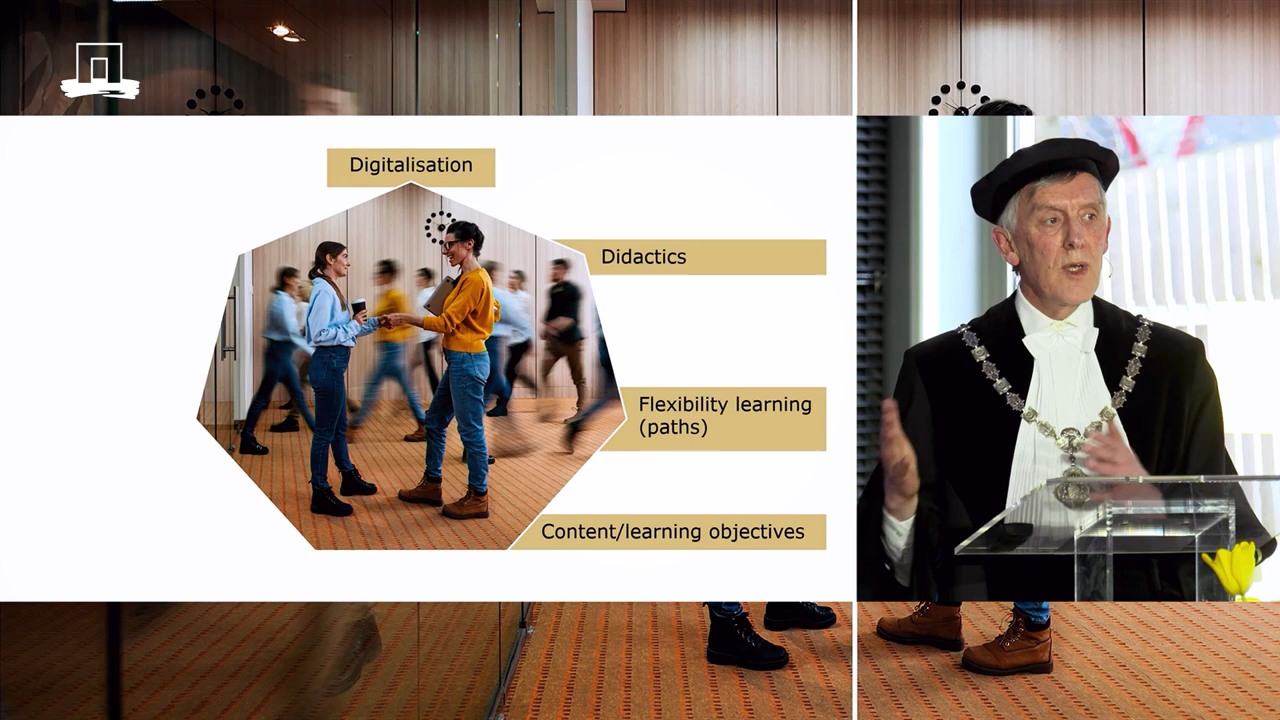 Digitalisation
Didactics
Flexibility learning
(paths)
Content/learning objectives